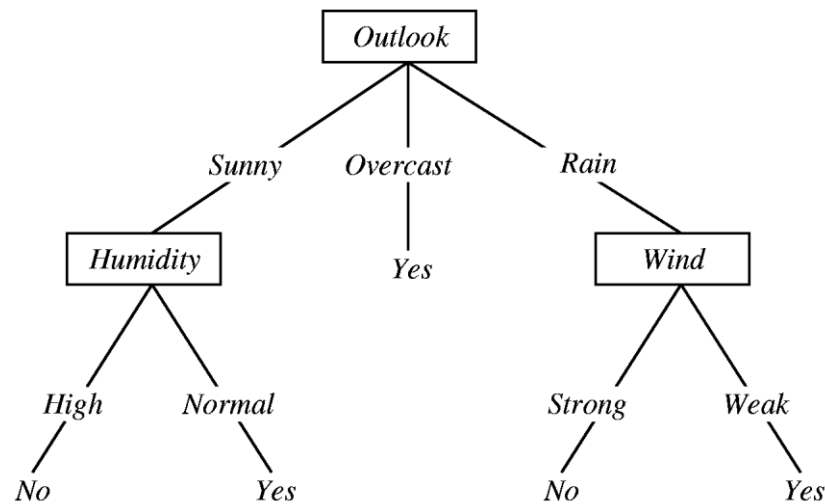 Outlook
Sunny Overcast Rain
Humidity Yes Wind
High Normal Strong Weak
No Yes No Yes